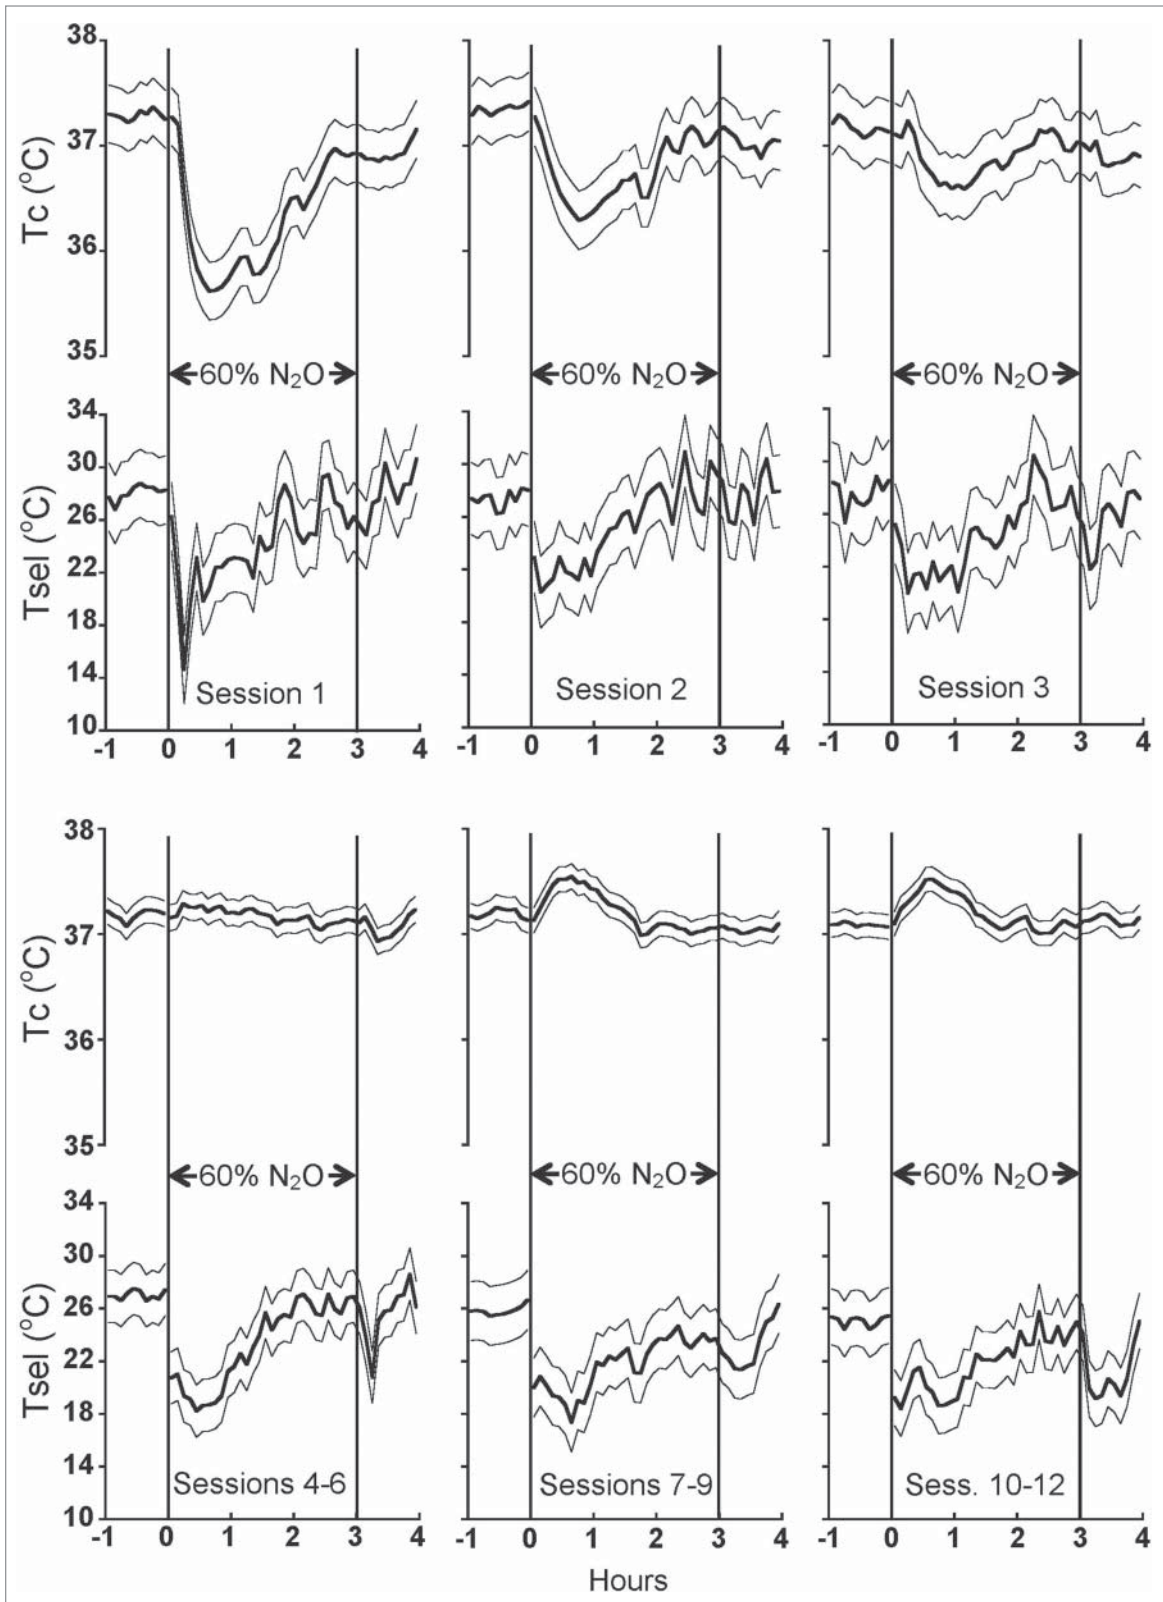 38
37
36
35
Tc (°C)
60% N₂O
60% N₂O
60% N₂O
34
30
26
22
18
14
10
Tsel (°C)
Session 1
Session 2
Session 3
-1 0 1 2 3 4
-1 0 1 2 3 4
-1 0 1 2 3 4
38
37
36
35
Tc (°C)
60% N₂O
60% N₂O
60% N₂O
34
30
26
22
18
14
10
Tsel (°C)
Sessions 4-6
Sessions 7-9
Sess. 10-12
-1 0 1 2 3 4
-1 0 1 2 3 4
-1 0 1 2 3 4
Hours